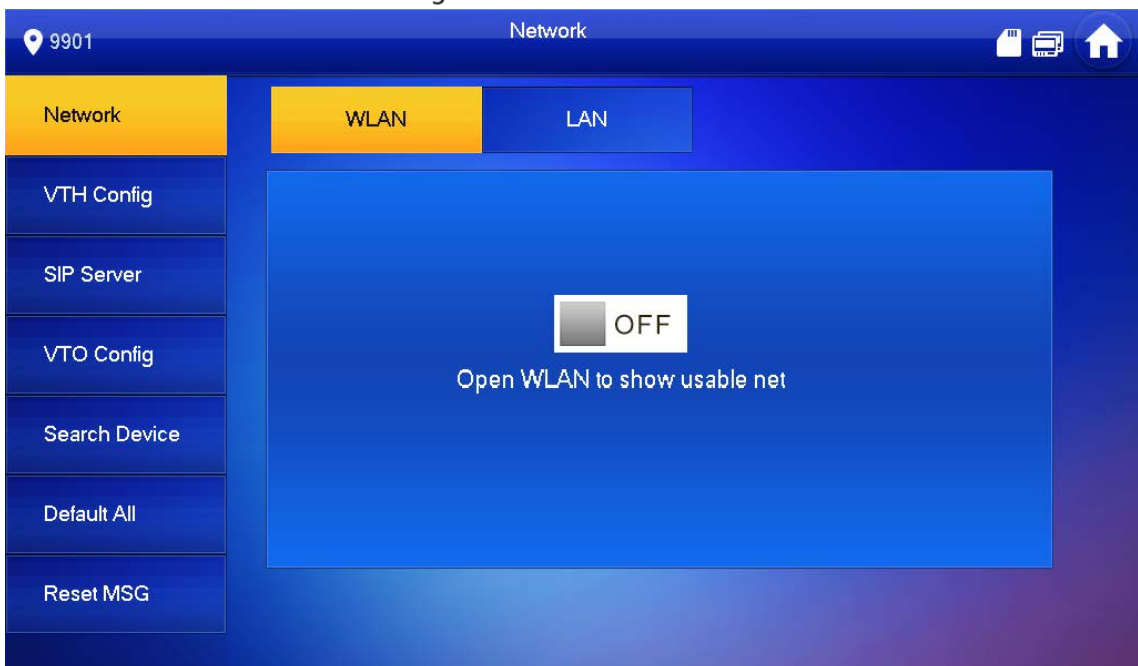 9901
Network
Network
WLAN
LAN
VTH Config
SIP Server
OFF
VTO Config
Open WLAN to show usable net
Search Device
Default All
Reset MSG